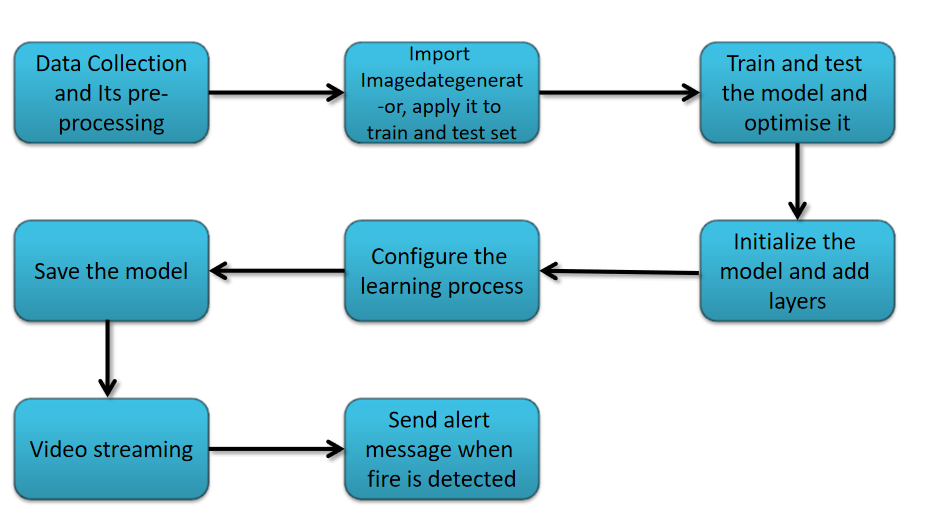 Data Collection
and Its pre-
processing
Import
Imagedategenerat
-or, apply it to
train and test set
Train and test
the model and
optimise it
Initialize the
model and add
layers
Configure the
learning process
Save the model
Video streaming
Send alert
message when
fire is detected